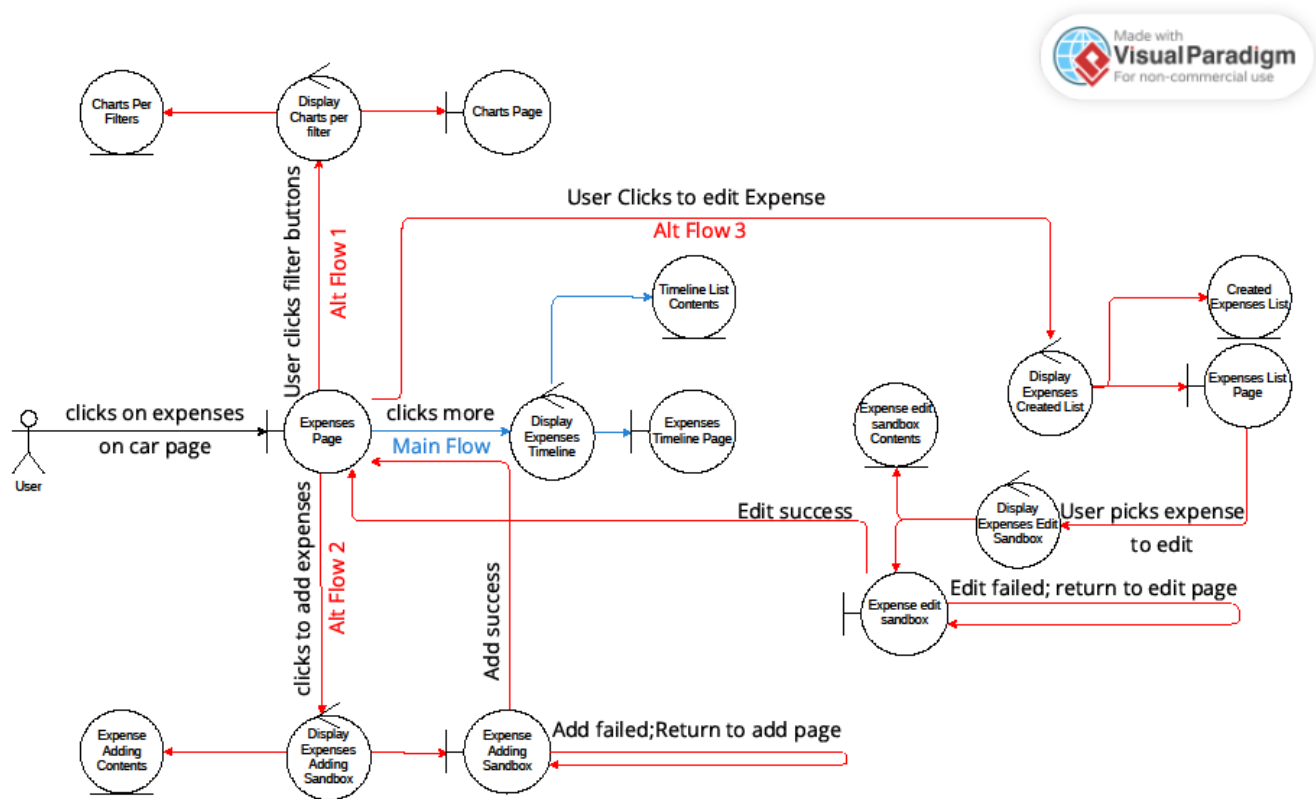 Made with
Visual Paradigm
For non-commercial use
Charts Per
Filters
Display
Charts per
filter
Charts Page
User clicks filter buttons
Alt Flow 1
User Clicks to edit Expense
Alt Flow 3
Timeline List
Contents
Created
Expenses List
Display
Expenses
Created List
Expenses List
Page
User
clicks on expenses
on car page
Expenses
Page
clicks more
Main Flow
Display
Expenses
Timeline
Expenses
Timeline Page
Expense edit
sandbox
Contents
Edit success
Display
Expenses Edit
Sandbox
User picks expense
to edit
clicks to add expenses
Alt Flow 2
Add success
Expense edit
sandbox
Edit failed; return to edit page
Expense
Adding
Contents
Display
Expenses
Adding
Sandbox
Expense
Adding
Sandbox
Add failed;Return to add page